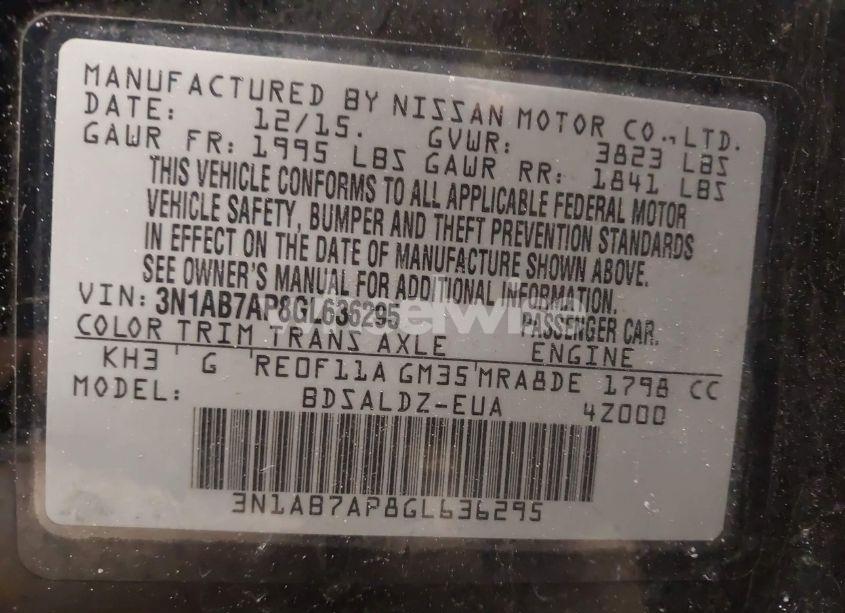 MANUFACTURED BY NISSAN MOTOR CO.,LTD.
DATE: 12/15. GVWR: 3823 LBS
GAWR FR: 1995 LBS GAWR RR: 1841 LBS
THIS VEHICLE CONFORMS TO ALL APPLICABLE FEDERAL MOTOR
VEHICLE SAFETY, BUMPER AND THEFT PREVENTION STANDARDS
IN EFFECT ON THE DATE OF MANUFACTURE SHOWN ABOVE.
SEE OWNER'S MANUAL FOR ADDITIONAL INFORMATION.
VIN: 3N1AB7AP8GL636295 PASSENGER CAR.
COLOR TRIM TRANS AXLE ENGINE
KH3 G RE0F11A GM35 MRA8DE 1798 CC
MODEL: BDSALDZ-EUA 4Z000
3N1AB7AP8GL636295